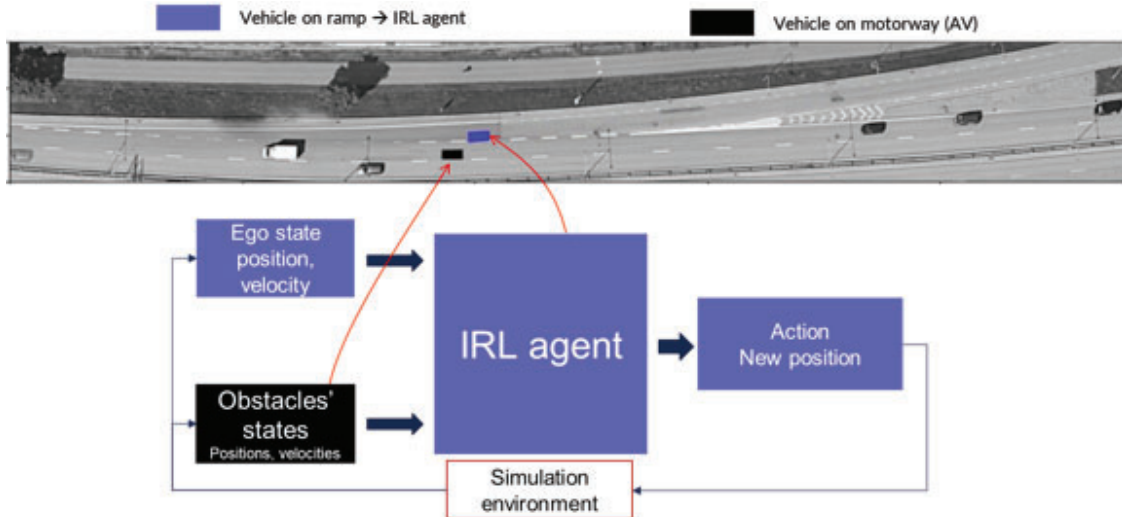 Vehicle on ramp → IRL agent
Vehicle on motorway (AV)
Ego state
position,
velocity
IRL agent
Action
New position
Obstacles'
states
Positions, velocities
Simulation
environment